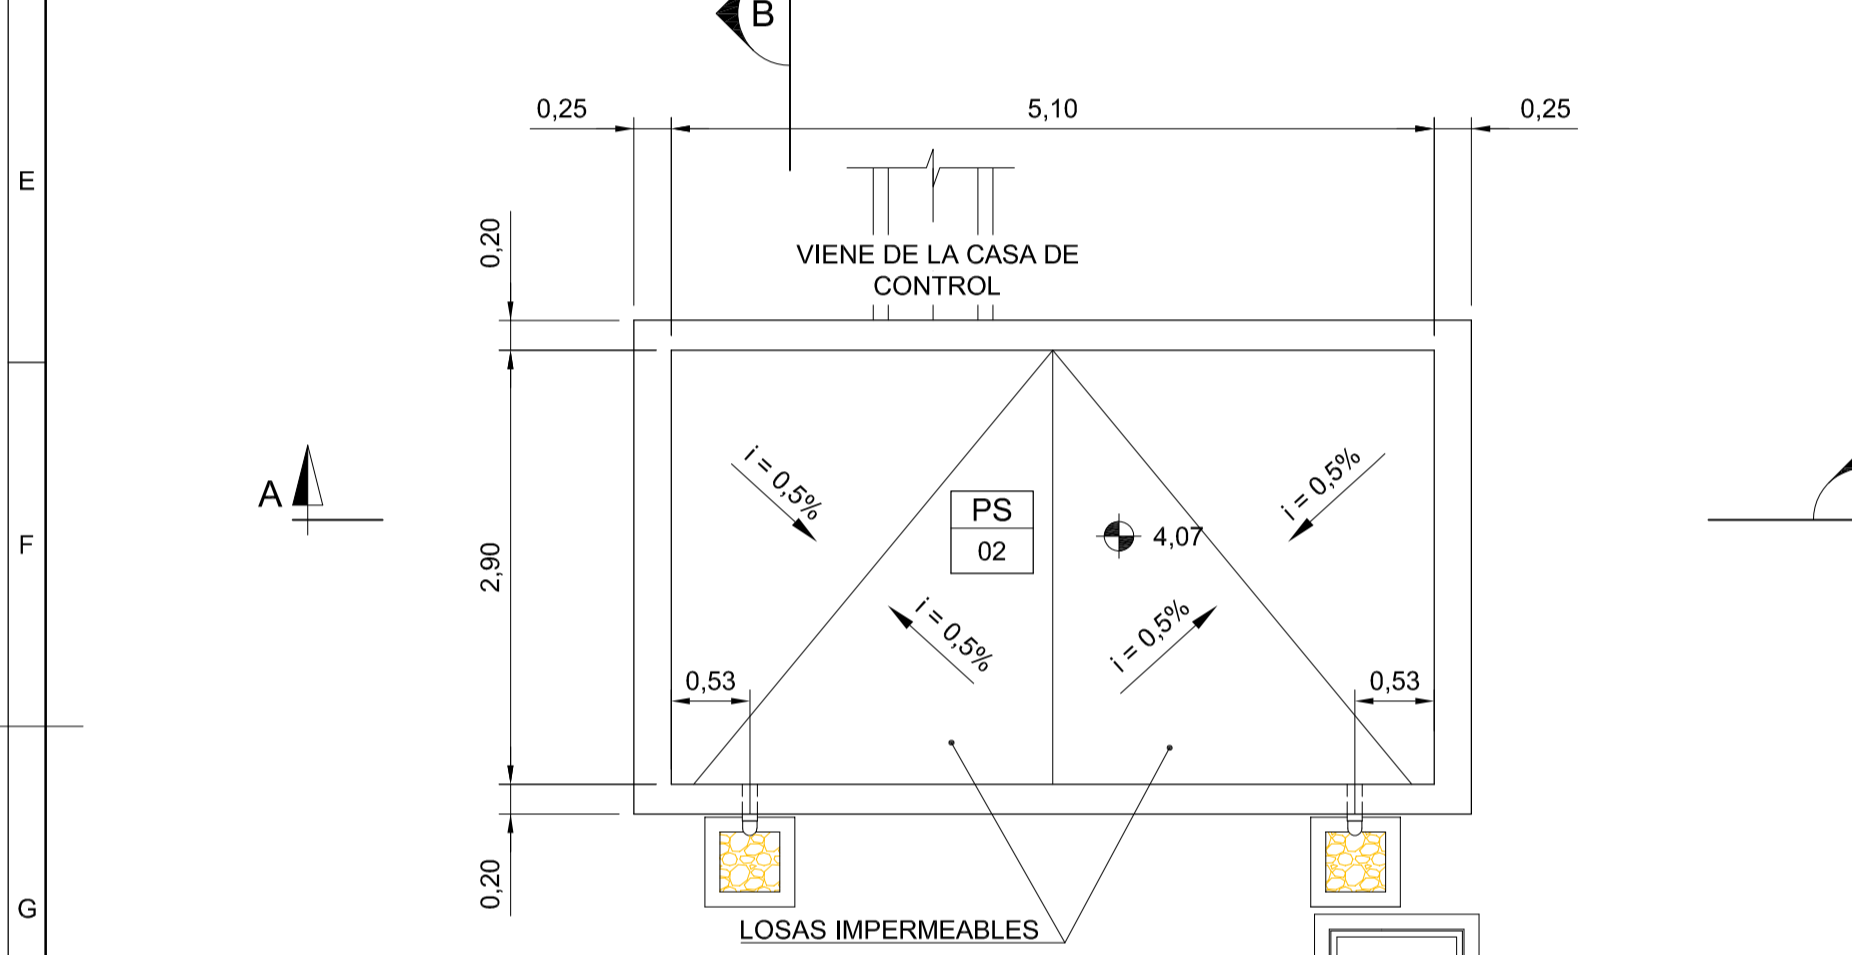 B
0,25
5,10
0,25
E
0,20
VIENE DE LA CASA DE
CONTROL
i = 0,5%
i = 0,5%
A
PS
02
4,07
F
2,90
i = 0,5%
i = 0,5%
0,53
0,53
0,20
G
LOSAS IMPERMEABLES